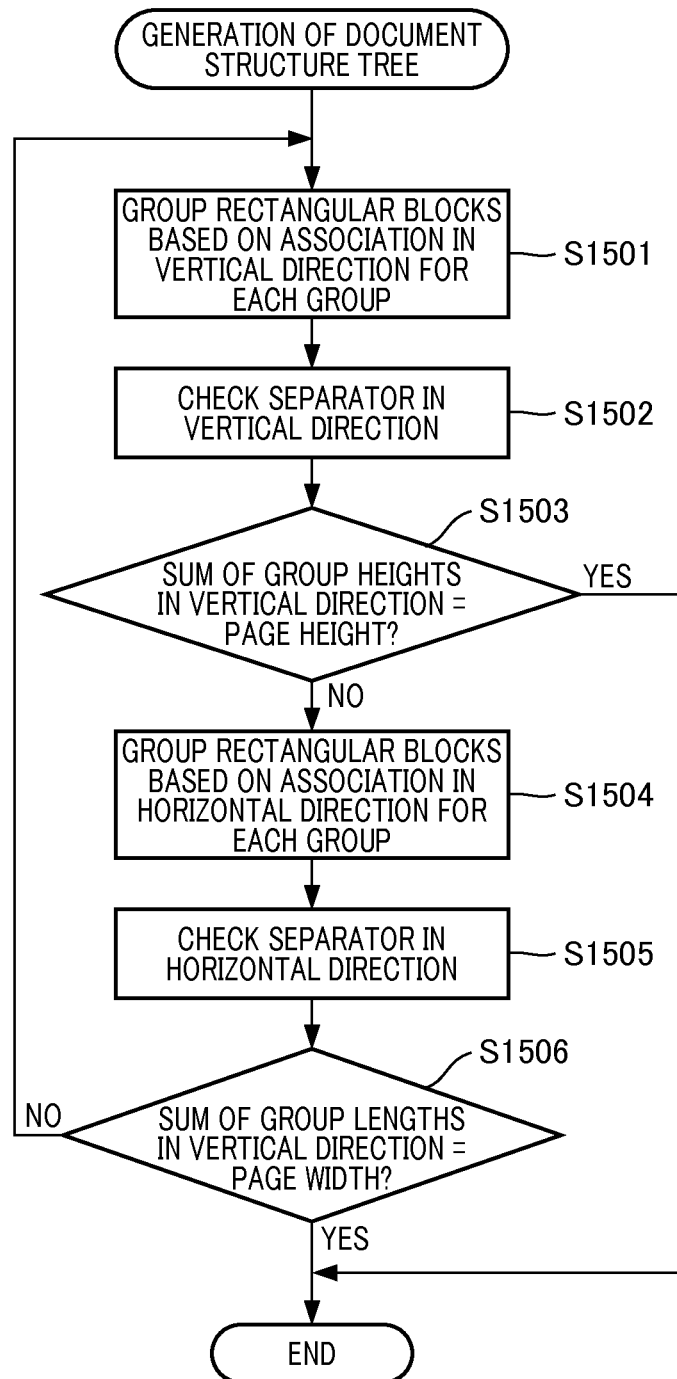 GENERATION OF DOCUMENT
STRUCTURE TREE
GROUP RECTANGULAR BLOCKS
BASED ON ASSOCIATION IN
VERTICAL DIRECTION FOR
EACH GROUP
S1501
CHECK SEPARATOR IN
VERTICAL DIRECTION
S1502
S1503
SUM OF GROUP HEIGHTS
IN VERTICAL DIRECTION =
PAGE HEIGHT?
YES
NO
GROUP RECTANGULAR BLOCKS
BASED ON ASSOCIATION IN
HORIZONTAL DIRECTION FOR
EACH GROUP
S1504
CHECK SEPARATOR IN
HORIZONTAL DIRECTION
S1505
S1506
NO
SUM OF GROUP LENGTHS
IN VERTICAL DIRECTION =
PAGE WIDTH?
YES
END